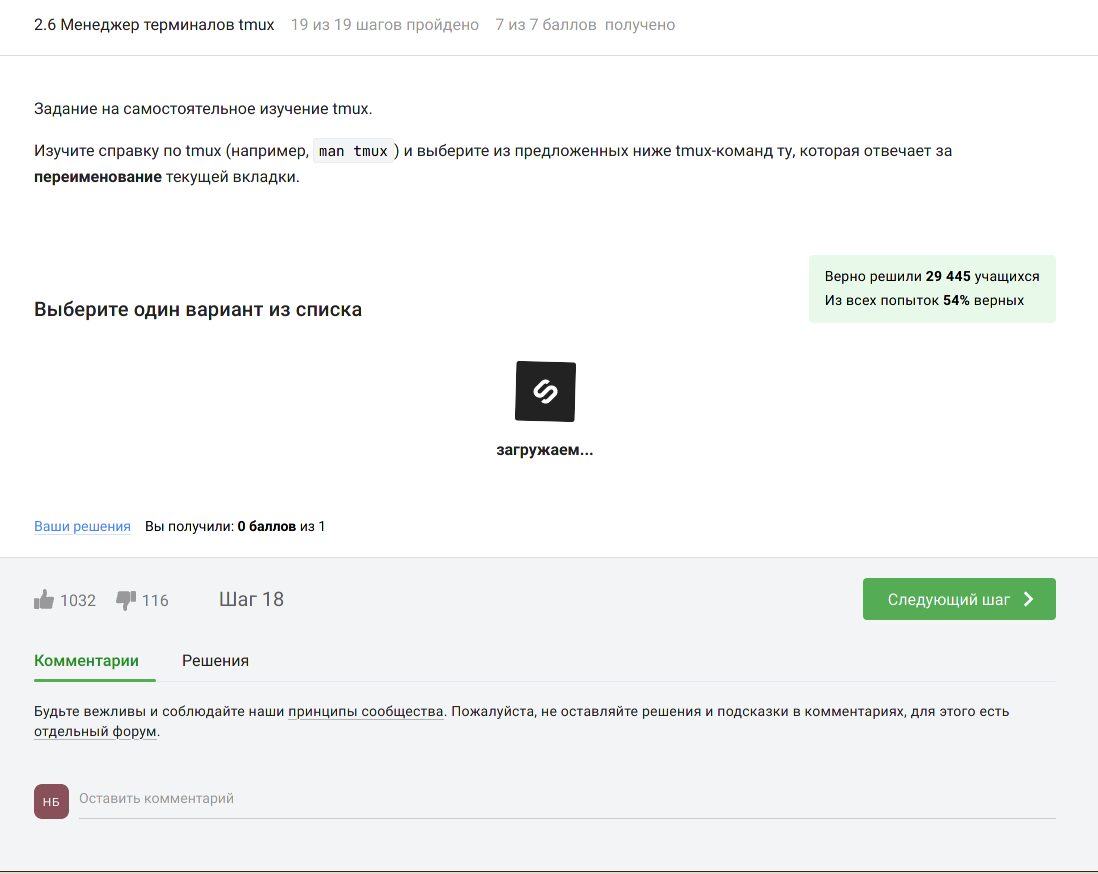 2.6 Менеджер терминалов tmux 19 из 19 шагов пройдено 7 из 7 баллов получено
Задание на самостоятельное изучение tmux.
Изучите справку по tmux (например, man tmux ) и выберите из предложенных ниже tmux-команд ту, которая отвечает за
переименование текущей вкладки.
Верно решили 29 445 учащихся
Из всех попыток 54% верных
Выберите один вариант из списка
загружаем...
Ваши решения Вы получили: 0 баллов из 1
1032 116 Шаг 18
Следующий шаг
Комментарии Решения
Будьте вежливы и соблюдайте наши принципы сообщества. Пожалуйста, не оставляйте решения и подсказки в комментариях, для этого есть
отдельный форум.
НБ Оставить комментарий